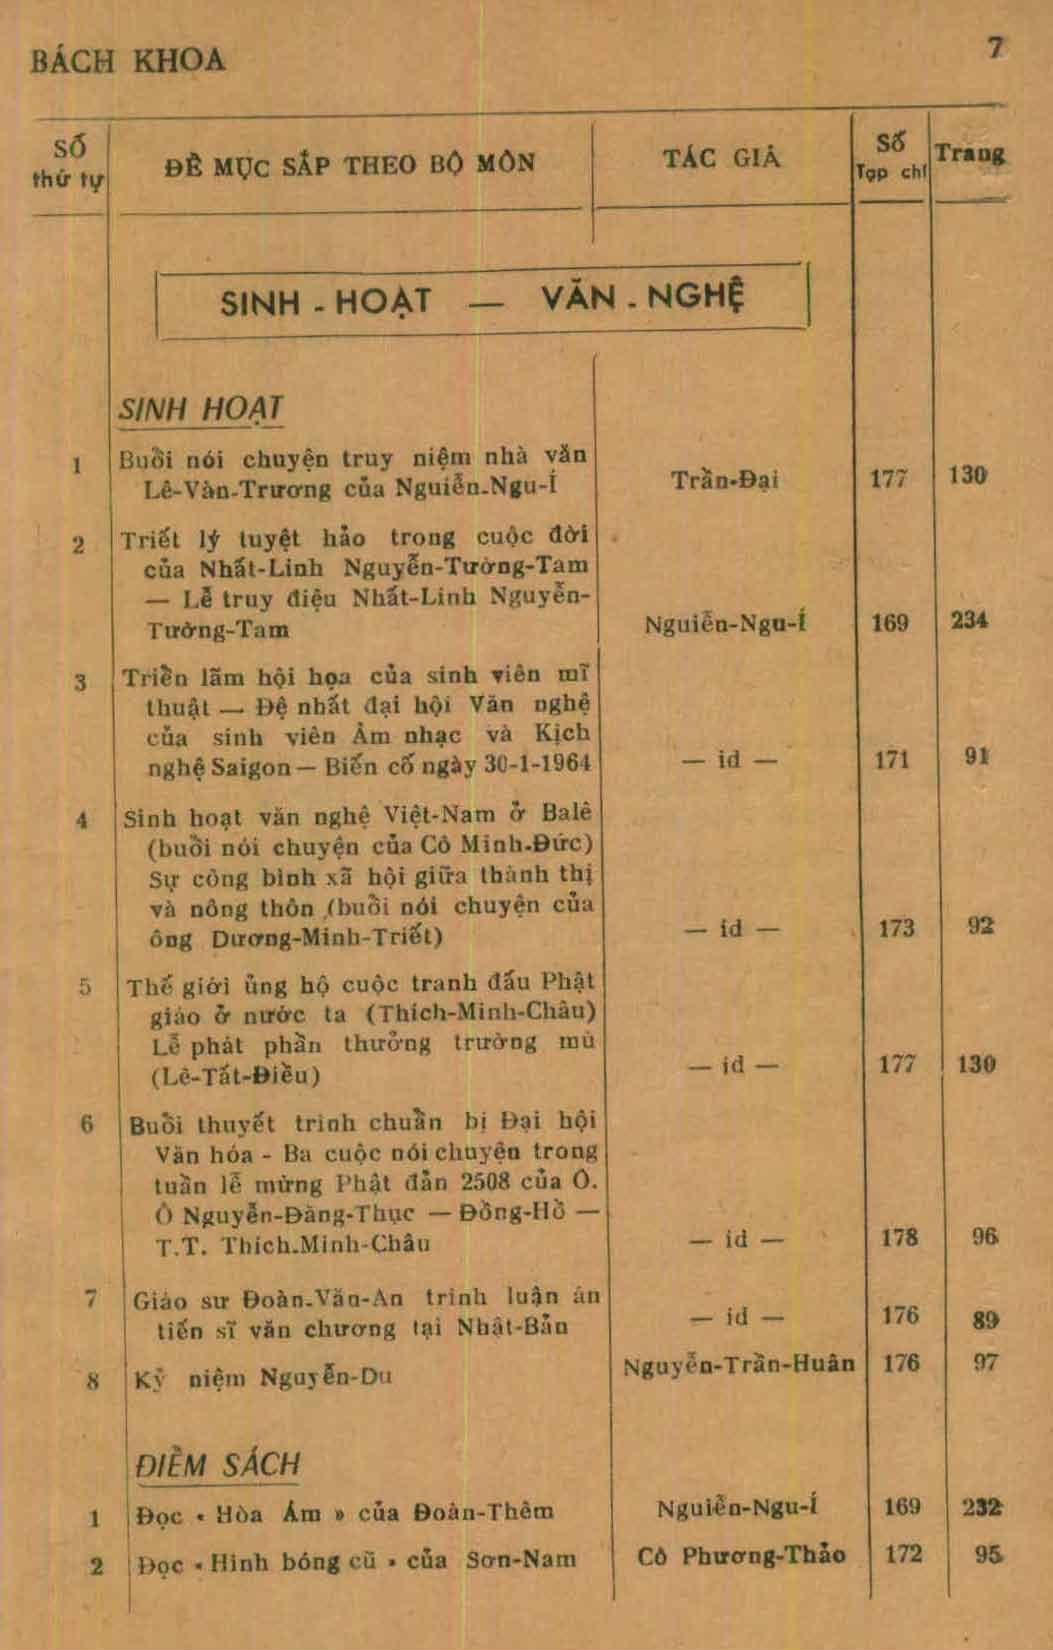 BÁCH KHOA
7
Số thứ tự
ĐỀ MỤC SẮP THEO BỘ MÔN
TÁC GIẢ
Số Tạp chí
Trang
SINH - HOẠT — VĂN - NGHỆ
SINH HOẠT
1 Buổi nói chuyện truy niệm nhà văn
Lê-Văn-Trương của Nguiễn-Ngu-Í Trần-Đại 177 130
2 Triết lý tuyệt hảo trong cuộc đời
của Nhất-Linh Nguyễn-Tường-Tam
— Lễ truy điệu Nhất-Linh Nguyễn-
Tường-Tam Nguiễn-Ngu-Í 169 234
3 Triển lãm hội họa của sinh viên mĩ
thuật — Đệ nhất đại hội Văn nghệ
của sinh viên Âm nhạc và Kịch
nghệ Saigon — Biến cố ngày 30-1-1964 — id — 171 91
4 Sinh hoạt văn nghệ Việt-Nam ở Balê
(buổi nói chuyện của Cô Minh-Đức)
Sự công bình xã hội giữa thành thị
và nông thôn (buổi nói chuyện của
ông Dương-Minh-Triết) — id — 173 92
5 Thế giới ủng hộ cuộc tranh đấu Phật
giáo ở nước ta (Thích-Minh-Châu)
Lễ phát phần thưởng trường mù
(Lê-Tất-Điều) — id — 177 130
6 Buổi thuyết trình chuẩn bị Đại hội
Văn hóa - Ba cuộc nói chuyện trong
tuần lễ mừng Phật đản 2508 của Ô.
Ô Nguyễn-Đăng-Thục — Đồng-Hồ —
T.T. Thích-Minh-Châu — id — 178 96
7 Giáo sư Đoàn-Văn-An trình luận án
tiến sĩ văn chương tại Nhật-Bản — id — 176 89
8 Kỷ niệm Nguyễn-Du Nguyễn-Trần-Huân 176 97
ĐIỂM SÁCH
1 Đọc « Hòa Âm » của Đoàn-Thêm Nguiễn-Ngu-Í 169 232
2 Đọc « Hình bóng cũ » của Sơn-Nam Cô Phương-Thảo 172 95